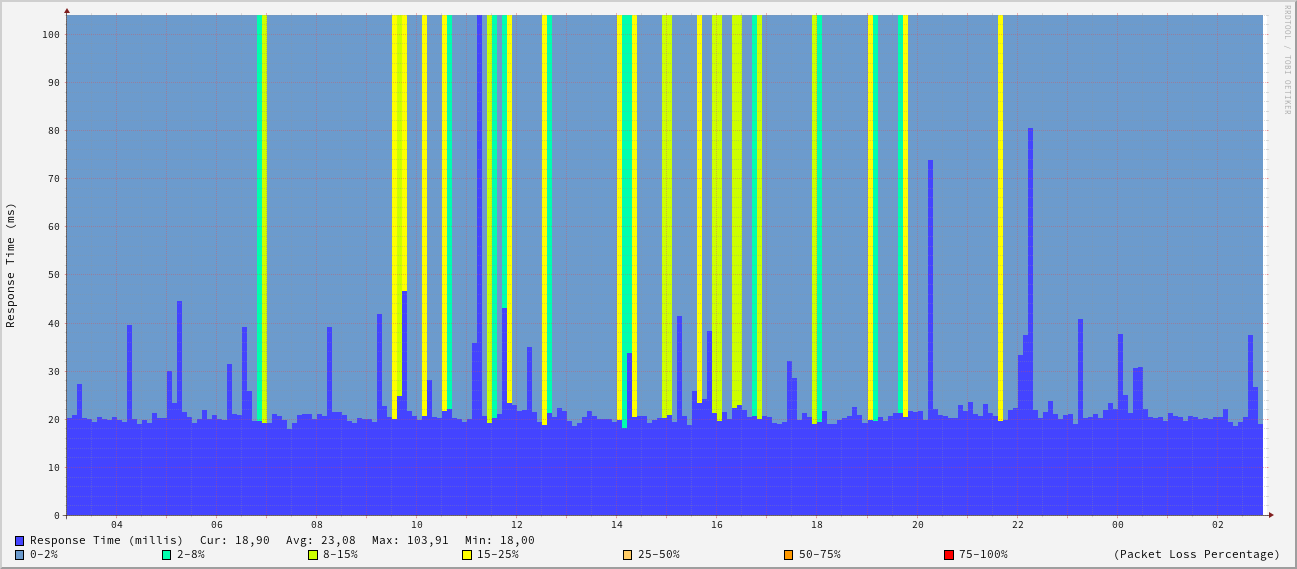 RRDTOOL / TOBI OETIKER
Response Time (ms)
100
90
80
70
60
50
40
30
20
10
0
04 06 08 10 12 14 16 18 20 22 00 02
Response Time (millis) Cur: 18,90 Avg: 23,08 Max: 103,91 Min: 18,00
0-2% 2-8% 8-15% 15-25% 25-50% 50-75% 75-100% (Packet Loss Percentage)